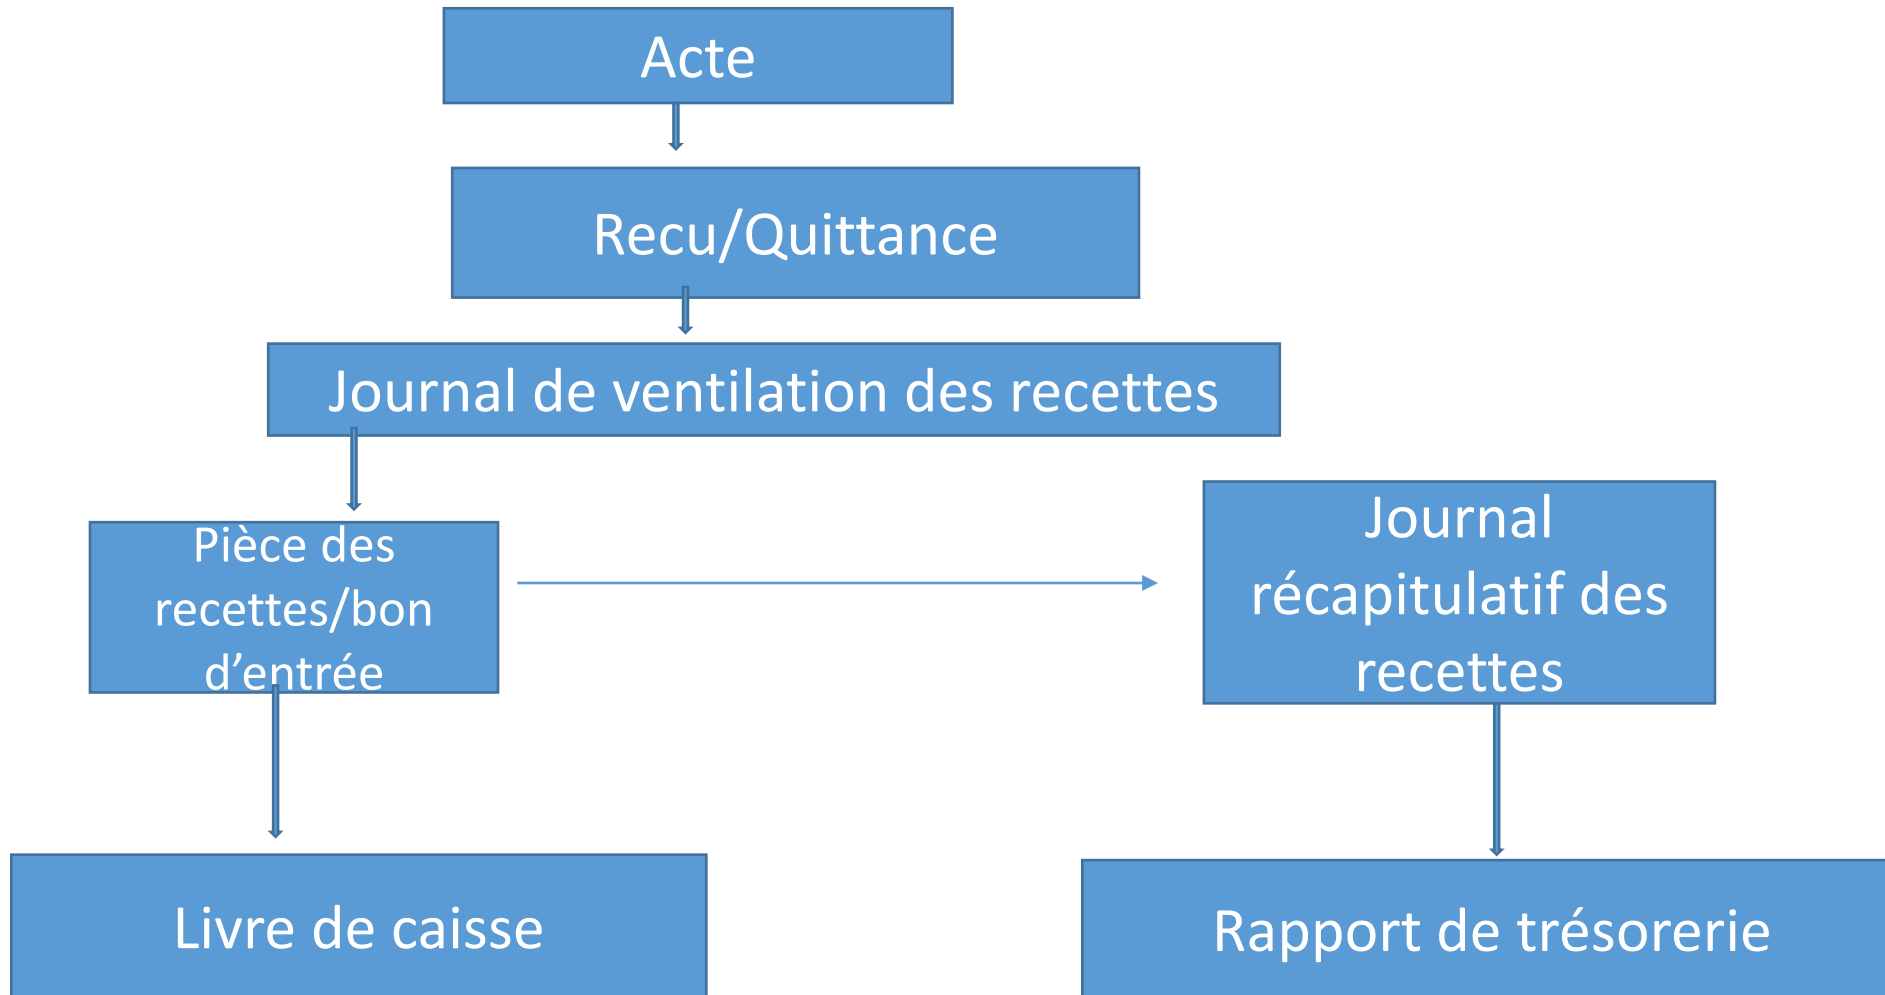 Acte
Recu/Quittance
Journal de ventilation des recettes
Pièce des
recettes/bon
d’entrée
Journal
récapitulatif des
recettes
Livre de caisse
Rapport de trésorerie